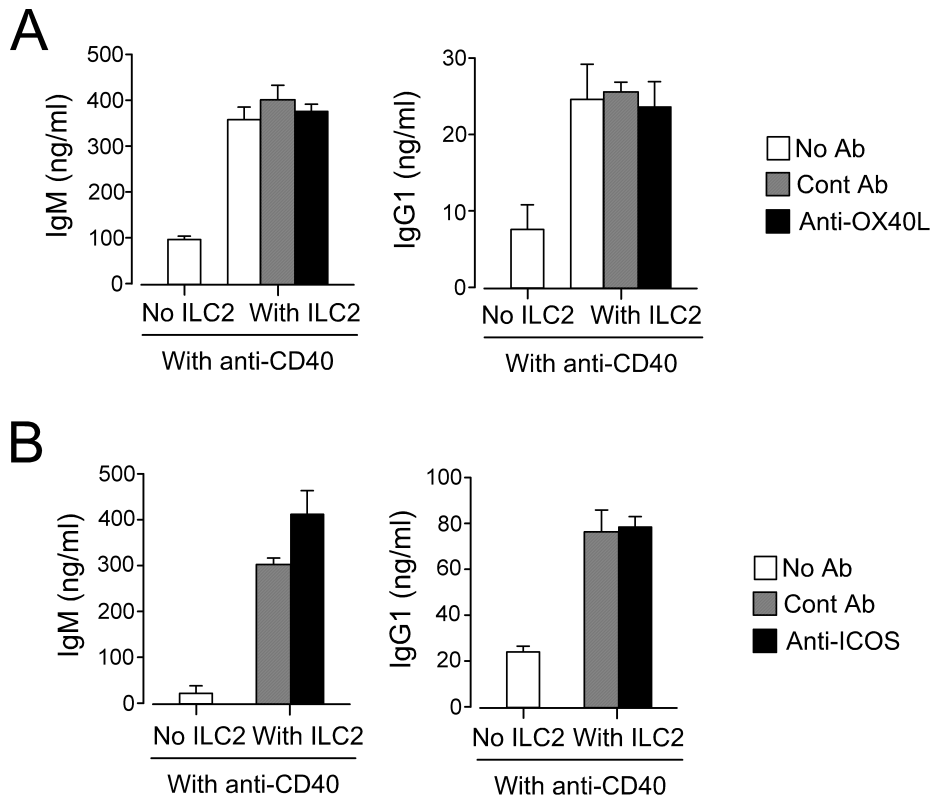 A
IgM (ng/ml)
500
400
300
200
100
0
No ILC2 With ILC2
With anti-CD40
IgG1 (ng/ml)
30
20
10
0
No ILC2 With ILC2
With anti-CD40
No Ab
Cont Ab
Anti-OX40L
B
IgM (ng/ml)
500
400
300
200
100
0
No ILC2 With ILC2
With anti-CD40
IgG1 (ng/ml)
100
80
60
40
20
0
No ILC2 With ILC2
With anti-CD40
No Ab
Cont Ab
Anti-ICOS